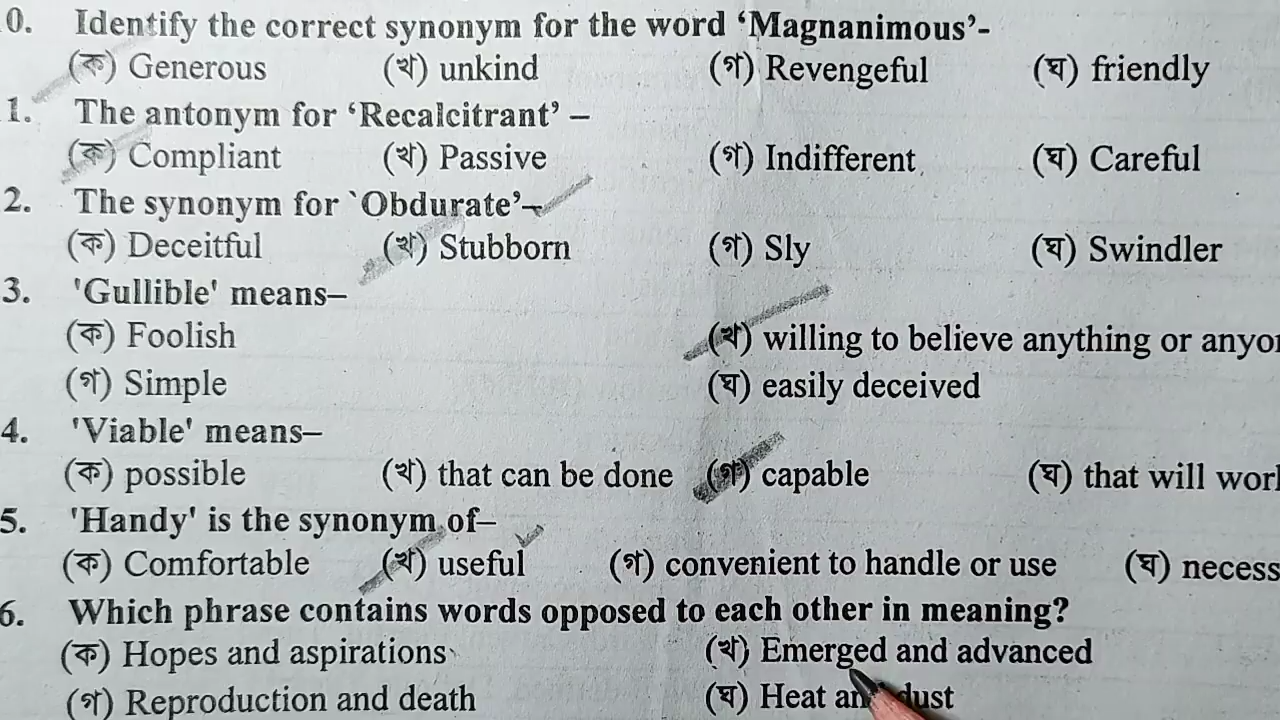 0. Identify the correct synonym for the word ‘Magnanimous’-
(ক) Generous (খ) unkind (গ) Revengeful (ঘ) friendly
1. The antonym for ‘Recalcitrant’ –
(ক) Compliant (খ) Passive (গ) Indifferent (ঘ) Careful
2. The synonym for `Obdurate’–
(ক) Deceitful (খ) Stubborn (গ) Sly (ঘ) Swindler
3. 'Gullible' means–
(ক) Foolish (খ) willing to believe anything or
(গ) Simple (ঘ) easily deceived
4. 'Viable' means–
(ক) possible (খ) that can be done (গ) capable (ঘ) that will
5. 'Handy' is the synonym of–
(ক) Comfortable (খ) useful (গ) convenient to handle or use (ঘ)
6. Which phrase contains words opposed to each other in meaning?
(ক) Hopes and aspirations (খ) Emerged and advanced
(গ) Reproduction and death (ঘ) Heat and dust